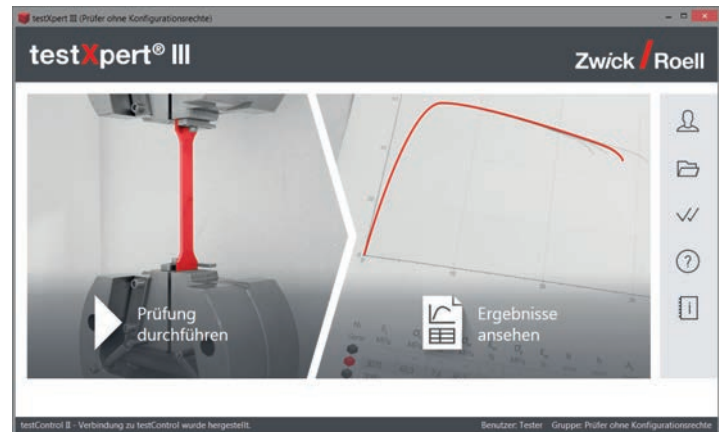 testXpert III (Prüfer ohne Konfigurationsrechte)
testXpert® III
Zwick / Roell
Prüfung
durchführen
Ergebnisse
ansehen
testControl II - Verbindung zu testControl wurde hergestellt.
Benutzer: Tester Gruppe: Prüfer ohne Konfigurationsrechte